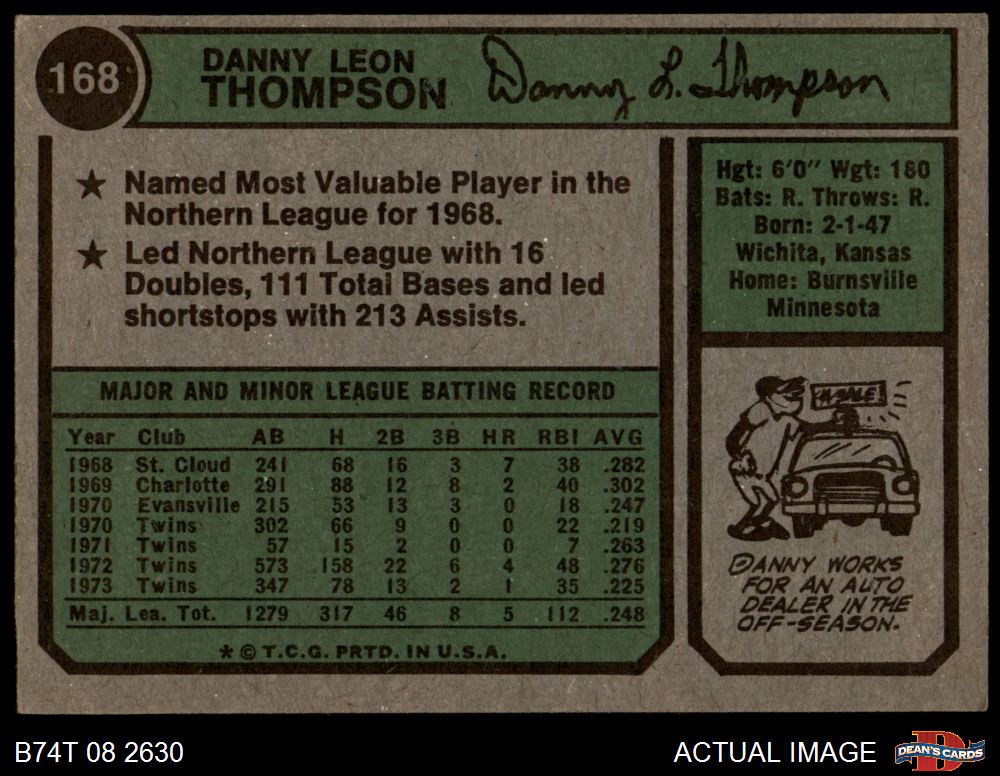 168
DANNY LEON
THOMPSON
Danny L. Thompson
★ Named Most Valuable Player in the
Northern League for 1968.
★ Led Northern League with 16
Doubles, 111 Total Bases and led
shortstops with 213 Assists.
Hgt: 6'0" Wgt: 180
Bats: R. Throws: R.
Born: 2-1-47
Wichita, Kansas
Home: Burnsville
Minnesota
MAJOR AND MINOR LEAGUE BATTING RECORD
Year Club AB H 2B 3B HR RBI AVG
1968 St. Cloud 241 68 16 3 7 38 .282
1969 Charlotte 291 88 12 8 2 40 .302
1970 Evansville 215 53 13 3 0 18 .247
1970 Twins 302 66 9 0 0 22 .219
1971 Twins 57 15 2 0 0 7 .263
1972 Twins 573 158 22 6 4 48 .276
1973 Twins 347 78 13 2 1 35 .225
Maj. Lea. Tot. 1279 317 46 8 5 112 .248
* © T.C.G. PRTD. IN U.S.A.
DANNY WORKS
FOR AN AUTO
DEALER IN THE
OFF-SEASON.
B74T 08 2630
ACTUAL IMAGE
DEAN'S CARDS